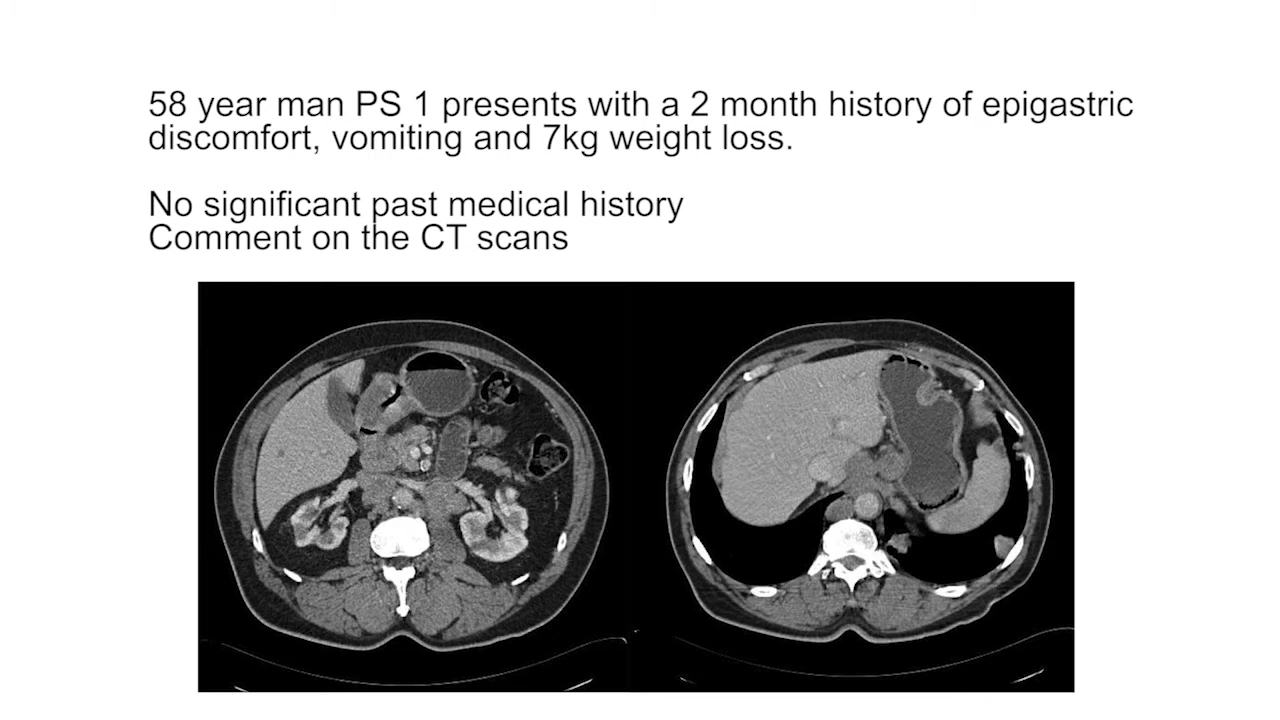 58 year man PS 1 presents with a 2 month history of epigastric
discomfort, vomiting and 7kg weight loss.
No significant past medical history
Comment on the CT scans